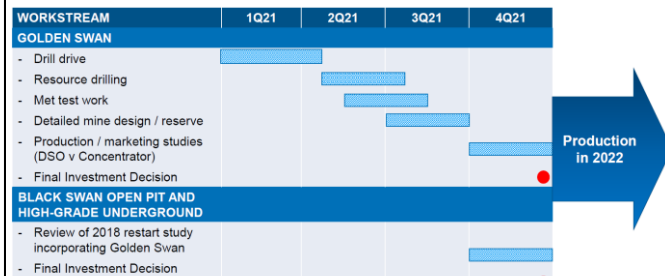 WORKSTREAM 1Q21 2Q21 3Q21 4Q21
GOLDEN SWAN
- Drill drive
- Resource drilling
- Met test work
- Detailed mine design / reserve
- Production / marketing studies
(DSO v Concentrator)
- Final Investment Decision
BLACK SWAN OPEN PIT AND
HIGH-GRADE UNDERGROUND
- Review of 2018 restart study
incorporating Golden Swan
- Final Investment Decision
Production
in 2022